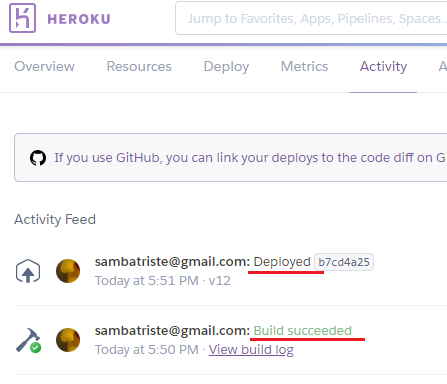 HEROKU
Jump to Favorites, Apps, Pipelines, Spaces...
Overview Resources Deploy Metrics Activity A
If you use GitHub, you can link your deploys to the code diff on G
Activity Feed
sambatriste@gmail.com: Deployed b7cd4a25
Today at 5:51 PM · v12
sambatriste@gmail.com: Build succeeded
Today at 5:50 PM · View build log